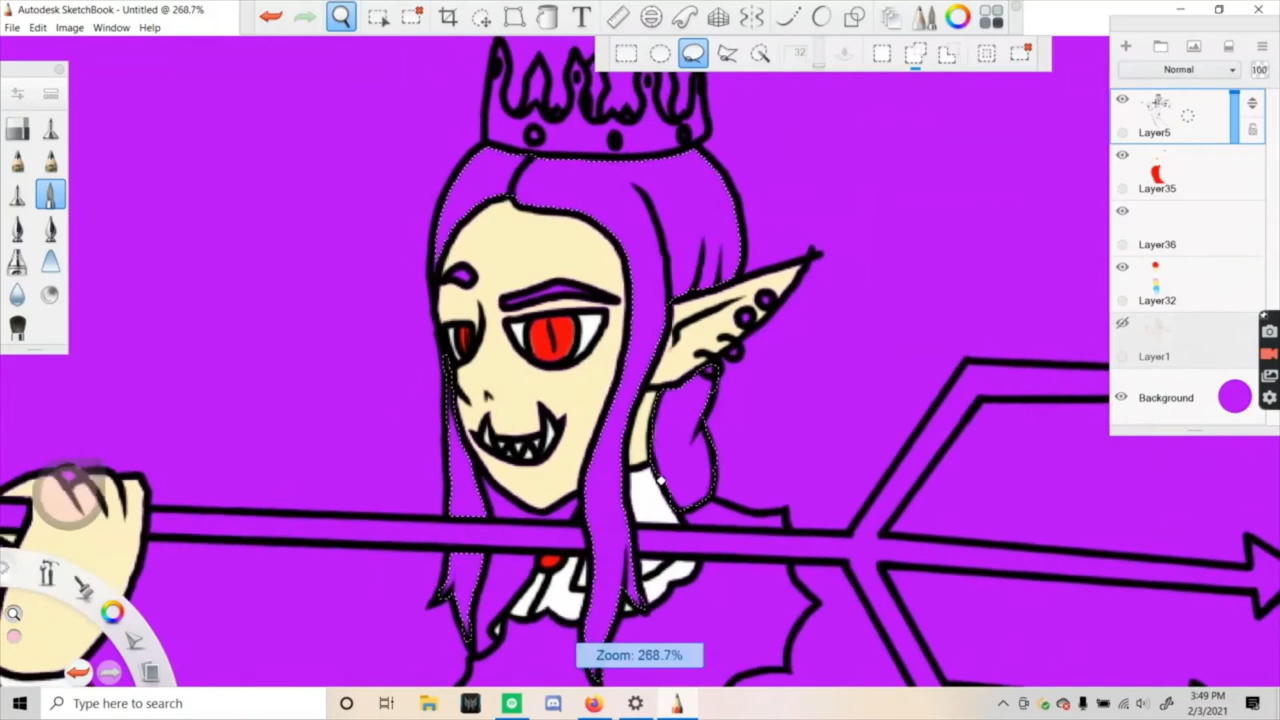 Autodesk SketchBook - Untitled @ 268.7%
File Edit Image Window Help
T
32
Normal 100
Layer5
Layer35
Layer36
Layer32
Layer1
Background
Zoom: 268.7%
Type here to search
3:49 PM
2/3/2021